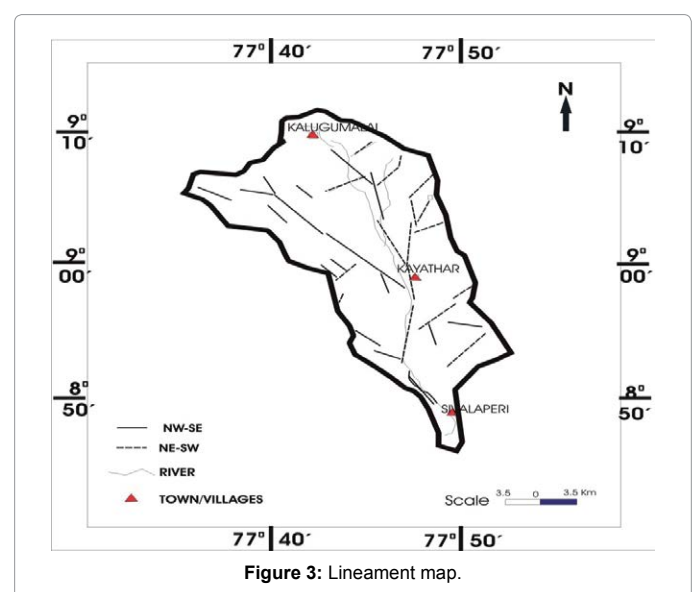 77° 40´ 77° 50´
N
KALUGUMALAI
9° 10´
9° 10´
9° 00´
9° 00´
KAYATHAR
8° 50´
8° 50´
SIVALAPERI
NW-SE
NE-SW
RIVER
TOWN/VILLAGES
Scale 3.5 0 3.5 Km
77° 40´ 77° 50´
Figure 3: Lineament map.